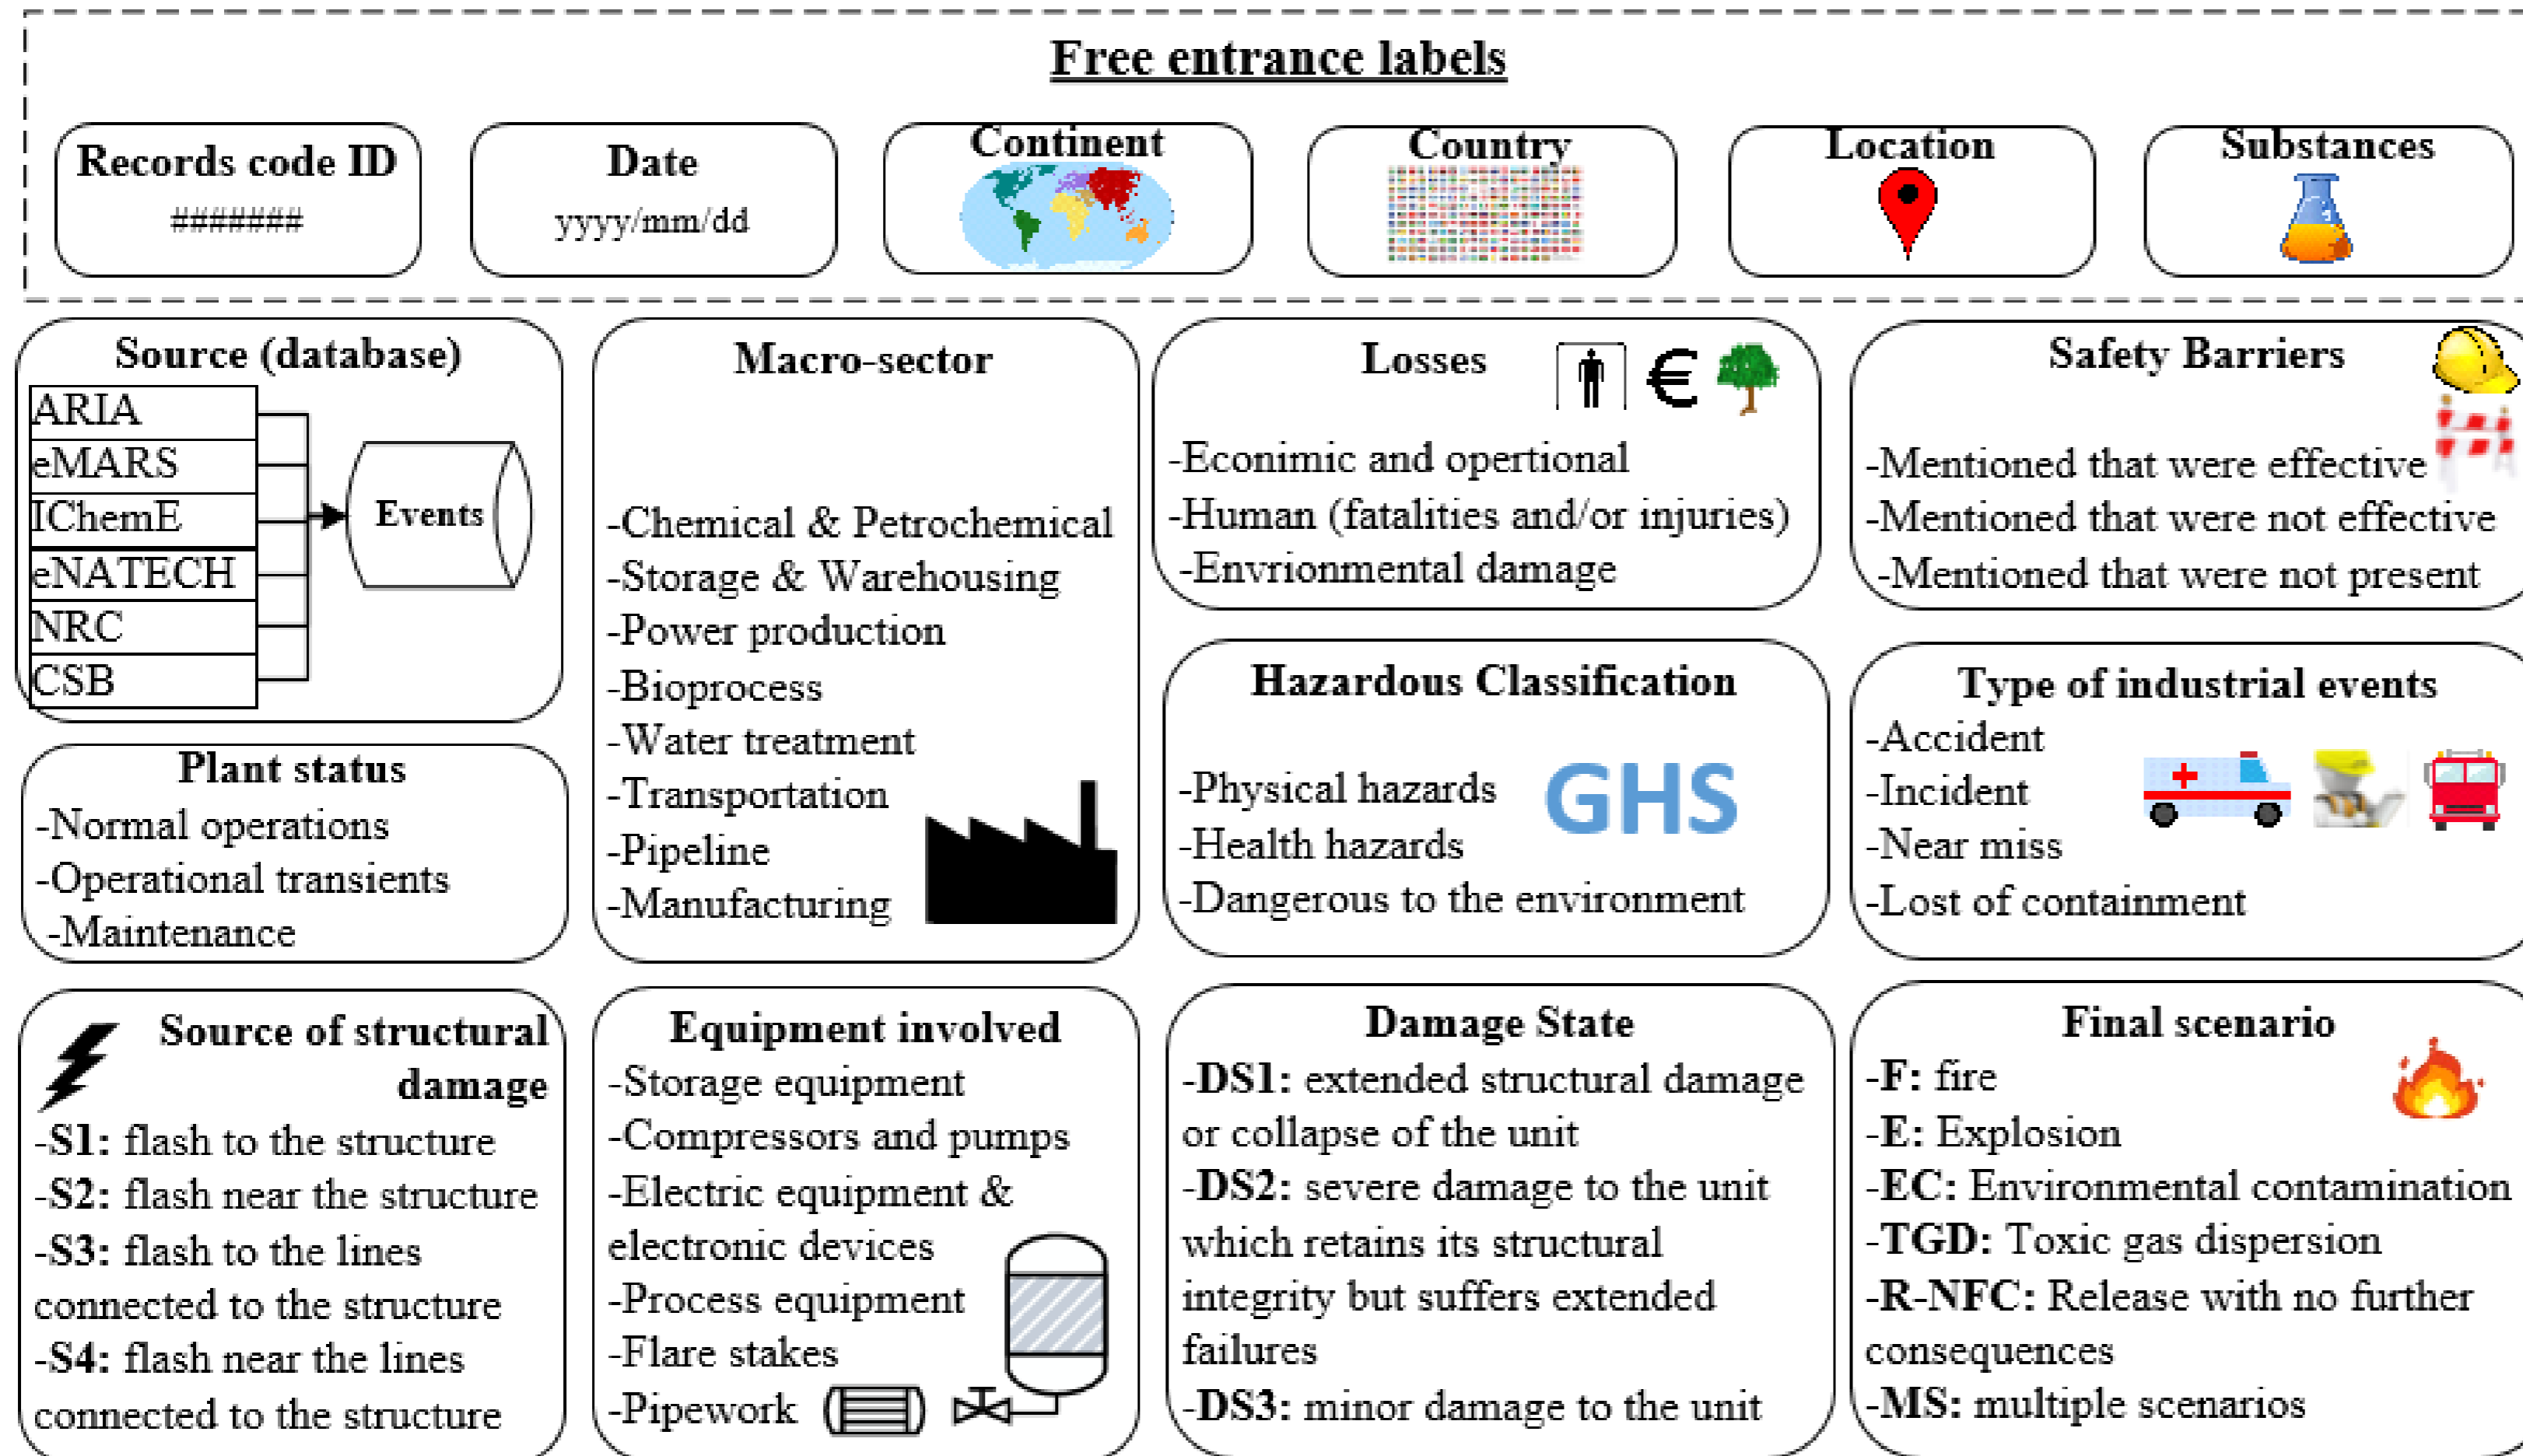 Free entrance labels
Records code ID
#######
Date
yyyy/mm/dd
Continent
Country
Location
Substances
Source (database)
ARIA
eMARS
IChemE
eNATECH
NRC
CSB
Events
Plant status
-Normal operations
-Operational transients
-Maintenance
Macro-sector
-Chemical & Petrochemical
-Storage & Warehousing
-Power production
-Bioprocess
-Water treatment
-Transportation
-Pipeline
-Manufacturing
Losses
€
-Econimic and opertional
-Human (fatalities and/or injuries)
-Envrionmental damage
Hazardous Classification
-Physical hazards
-Health hazards
-Dangerous to the environment
GHS
Safety Barriers
-Mentioned that were effective
-Mentioned that were not effective
-Mentioned that were not present
Type of industrial events
-Accident
-Incident
-Near miss
-Lost of containment
Source of structural
damage
-S1: flash to the structure
-S2: flash near the structure
-S3: flash to the lines
connected to the structure
-S4: flash near the lines
connected to the structure
Equipment involved
-Storage equipment
-Compressors and pumps
-Electric equipment &
electronic devices
-Process equipment
-Flare stakes
-Pipework
Damage State
-DS1: extended structural damage
or collapse of the unit
-DS2: severe damage to the unit
which retains its structural
integrity but suffers extended
failures
-DS3: minor damage to the unit
Final scenario
-F: fire
-E: Explosion
-EC: Environmental contamination
-TGD: Toxic gas dispersion
-R-NFC: Release with no further
consequences
-MS: multiple scenarios